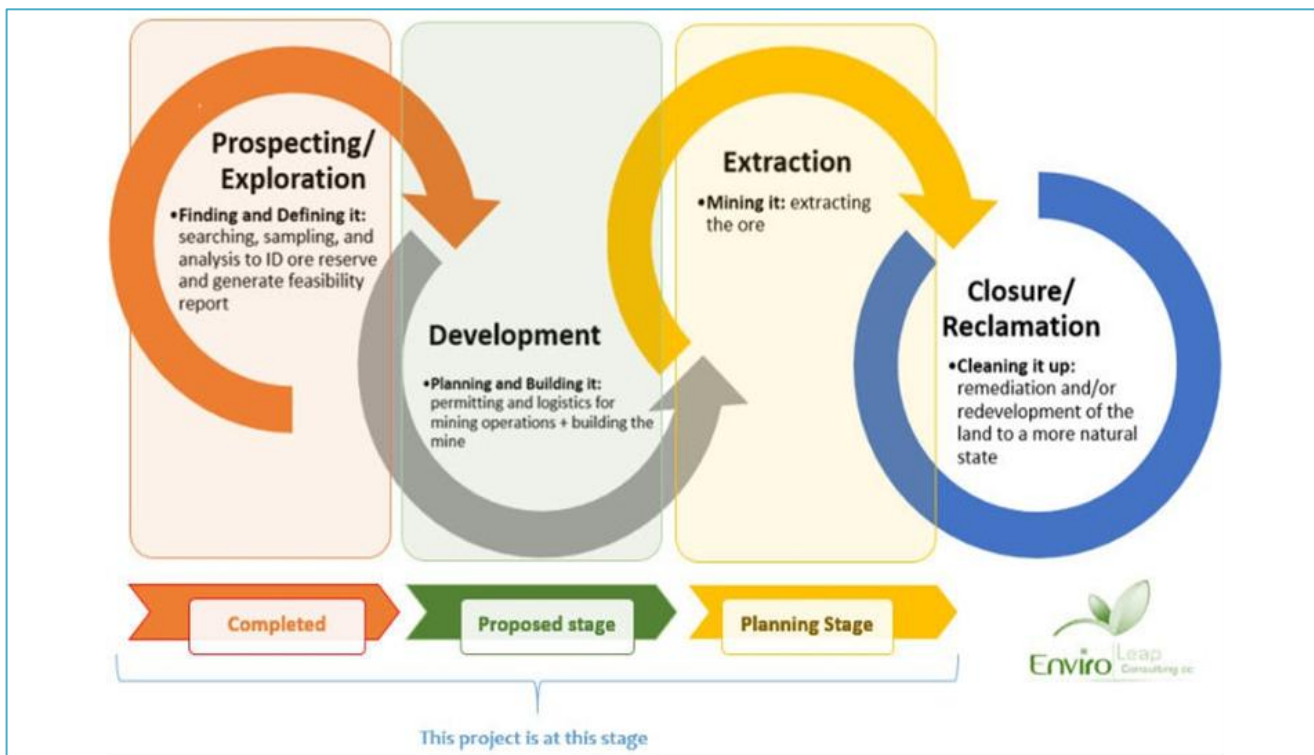 Prospecting/
Exploration
•Finding and Defining it:
searching, sampling, and
analysis to ID ore reserve
and generate feasibility
report
Development
•Planning and Building it:
permitting and logistics for
mining operations + building the
mine
Extraction
•Mining it: extracting
the ore
Closure/
Reclamation
•Cleaning it up:
remediation and/or
redevelopment of the
land to a more natural
state
Completed
Proposed stage
Planning Stage
Enviro Leap
Consulting cc
This project is at this stage